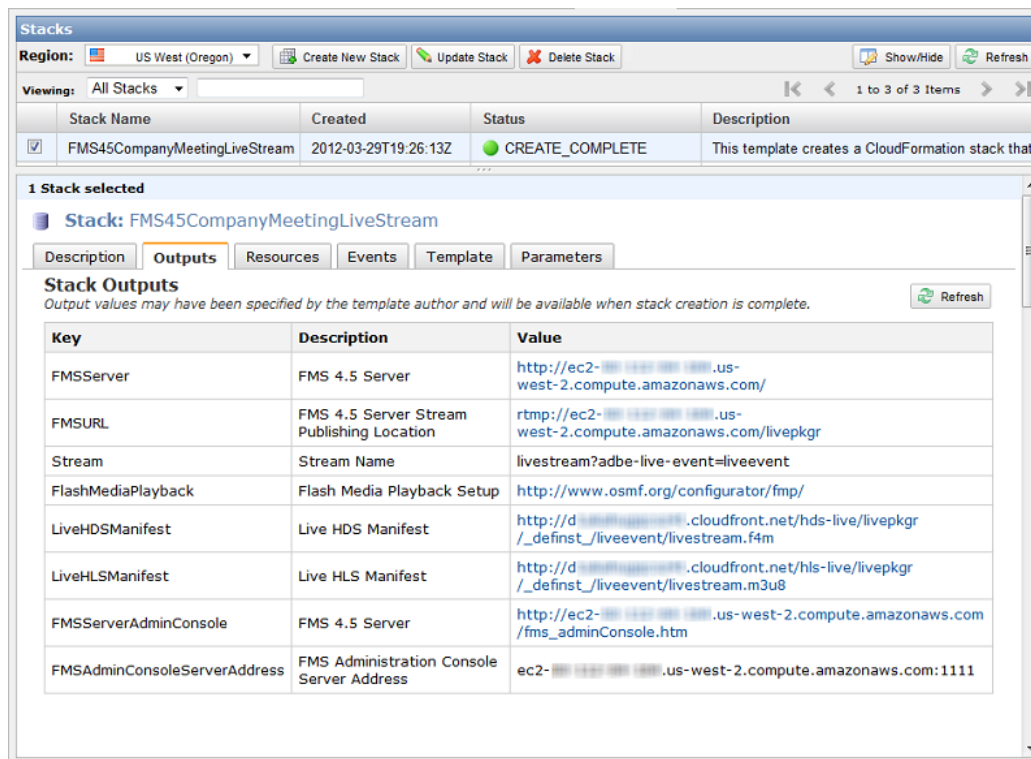 Stacks
Region: US West (Oregon) Create New Stack Update Stack Delete Stack Show/Hide Refresh
Viewing: All Stacks 1 to 3 of 3 Items
Stack Name Created Status Description
FMS45CompanyMeetingLiveStream 2012-03-29T19:26:13Z CREATE_COMPLETE This template creates a CloudFormation stack that
1 Stack selected
Stack: FMS45CompanyMeetingLiveStream
Description Outputs Resources Events Template Parameters
Stack Outputs
Output values may have been specified by the template author and will be available when stack creation is complete.
Refresh
Key Description Value
FMSServer FMS 4.5 Server http://ec2- .us-
west-2.compute.amazonaws.com/
FMSURL FMS 4.5 Server Stream
Publishing Location rtmp://ec2- .us-
west-2.compute.amazonaws.com/livepkgr
Stream Stream Name livestream?adbe-live-event=liveevent
FlashMediaPlayback Flash Media Playback Setup http://www.osmf.org/configurator/fmp/
LiveHDSManifest Live HDS Manifest http://d .cloudfront.net/hds-live/livepkgr
/_definst_/liveevent/livestream.f4m
LiveHLSManifest Live HLS Manifest http://d .cloudfront.net/hls-live/livepkgr
/_definst_/liveevent/livestream.m3u8
FMSServerAdminConsole FMS 4.5 Server http://ec2- .us-west-2.compute.amazonaws.com
/fms_adminConsole.htm
FMSAdminConsoleServerAddress FMS Administration Console
Server Address ec2- .us-west-2.compute.amazonaws.com:1111